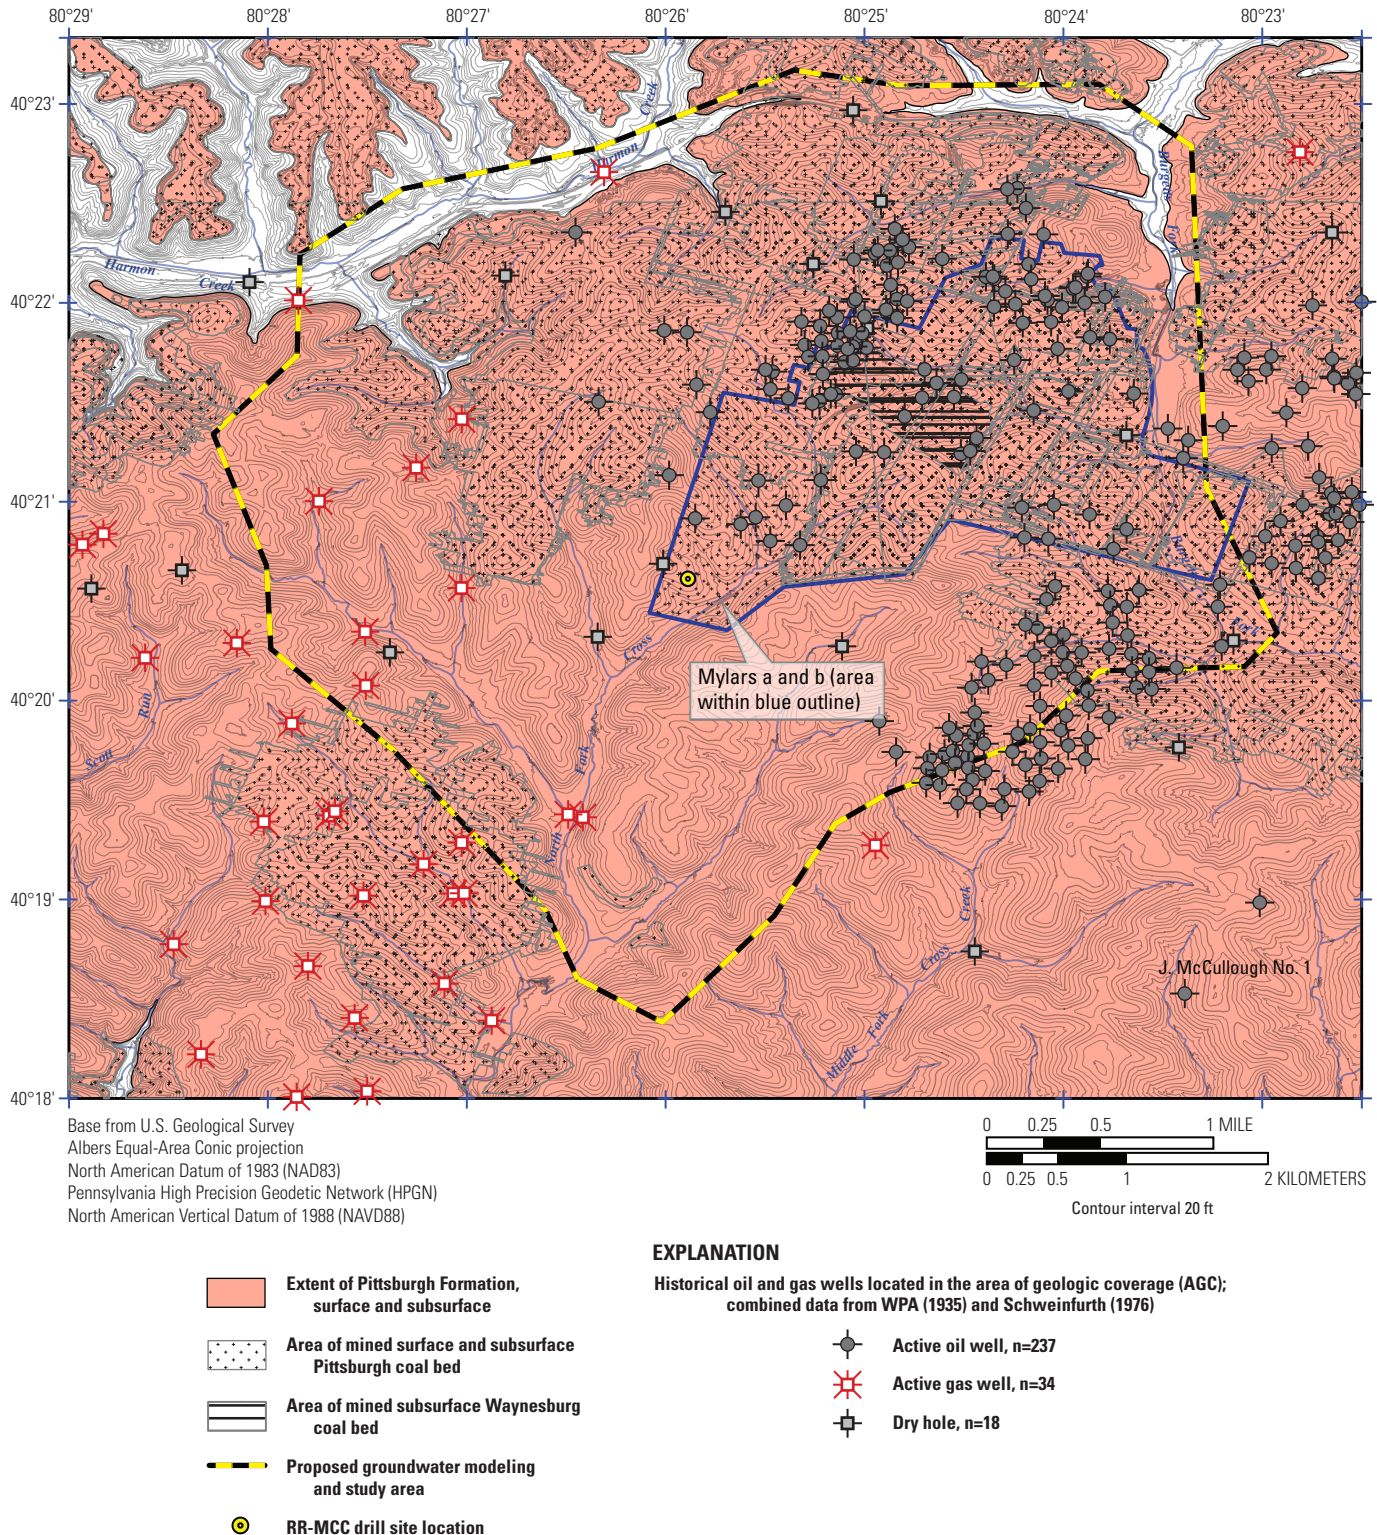 80°29' 80°28' 80°27' 80°26' 80°25' 80°24' 80°23'
40°23'
40°22'
40°21'
40°20'
40°19'
40°18'
Creek
Harmon
Harmon
Creek
Burgetts
Fork
Burgetts
Fork
Cross
Mylars a and b (area
within blue outline)
Run
Scott
Fork
North
Creek
Cross
J. McCullough No. 1
Fork
Middle
Base from U.S. Geological Survey
Albers Equal-Area Conic projection
North American Datum of 1983 (NAD83)
Pennsylvania High Precision Geodetic Network (HPGN)
North American Vertical Datum of 1988 (NAVD88)
0 0.25 0.5 1 MILE
0 0.25 0.5 1 2 KILOMETERS
Contour interval 20 ft
EXPLANATION
Extent of Pittsburgh Formation,
surface and subsurface
Area of mined surface and subsurface
Pittsburgh coal bed
Area of mined subsurface Waynesburg
coal bed
Proposed groundwater modeling
and study area
RR-MCC drill site location
Historical oil and gas wells located in the area of geologic coverage (AGC);
combined data from WPA (1935) and Schweinfurth (1976)
Active oil well, n=237
Active gas well, n=34
Dry hole, n=18